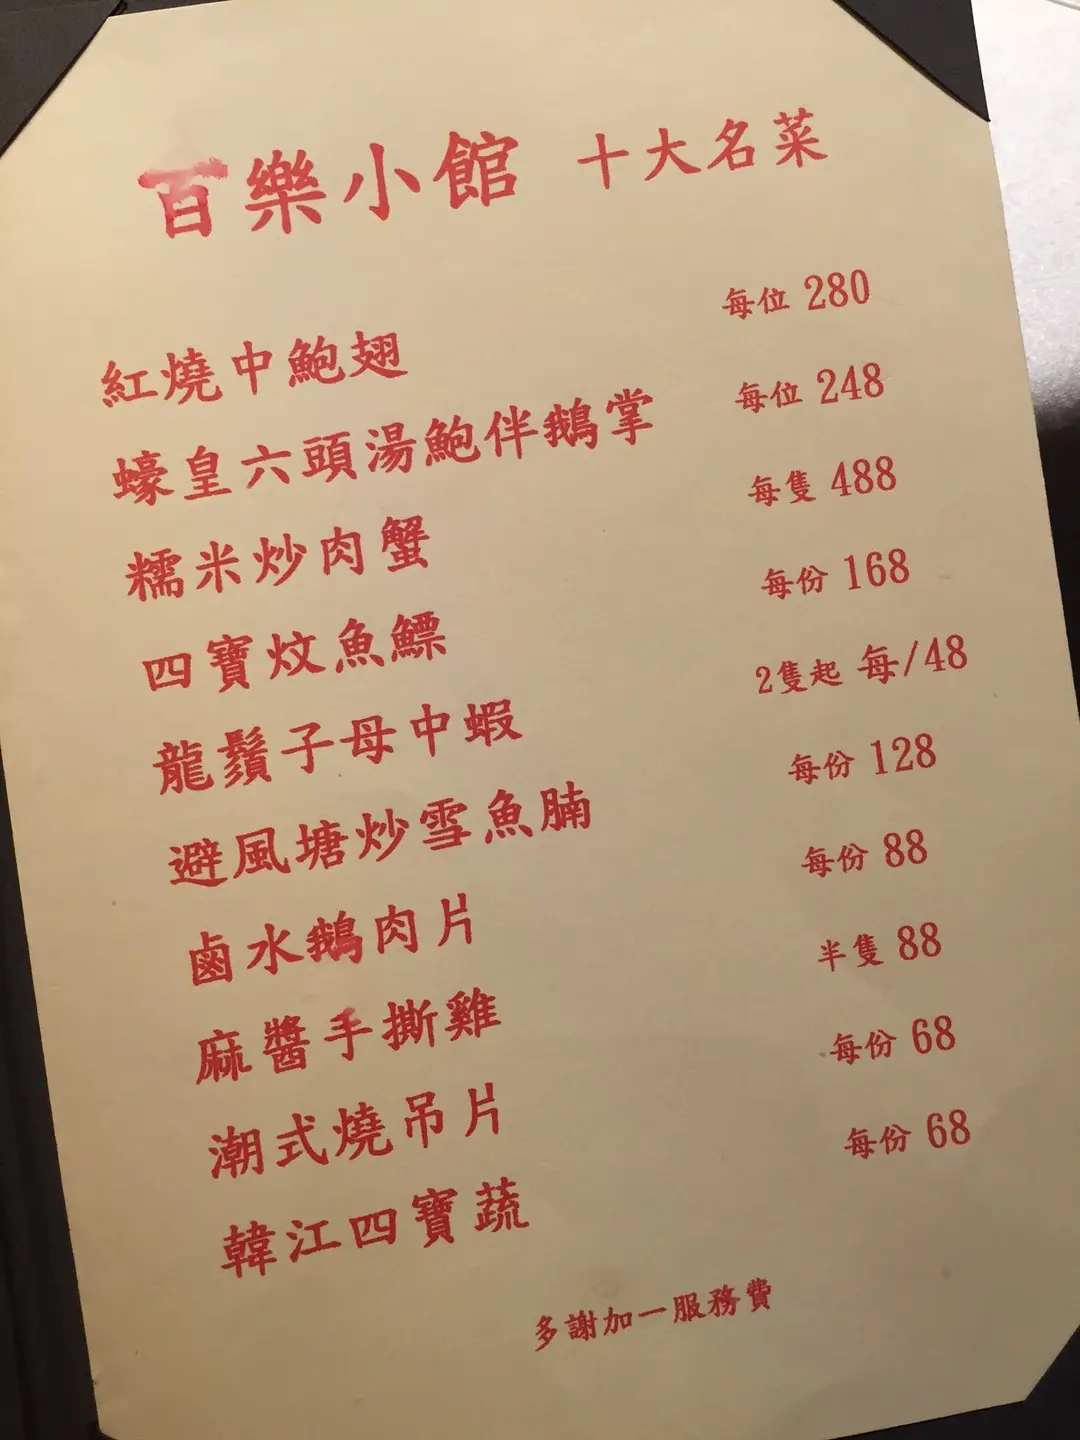 百樂小館 十大名菜
紅燒中鮑翅 每位 280
蠔皇六頭湯鮑伴鵝掌 每位 248
糯米炒肉蟹 每隻 488
四寶炆魚鰾 每份 168
龍鬚子母中蝦 2隻起 每/48
避風塘炒雪魚腩 每份 128
鹵水鵝肉片 每份 88
麻醬手撕雞 半隻 88
潮式燒吊片 每份 68
韓江四寶蔬 每份 68
多謝加一服務費